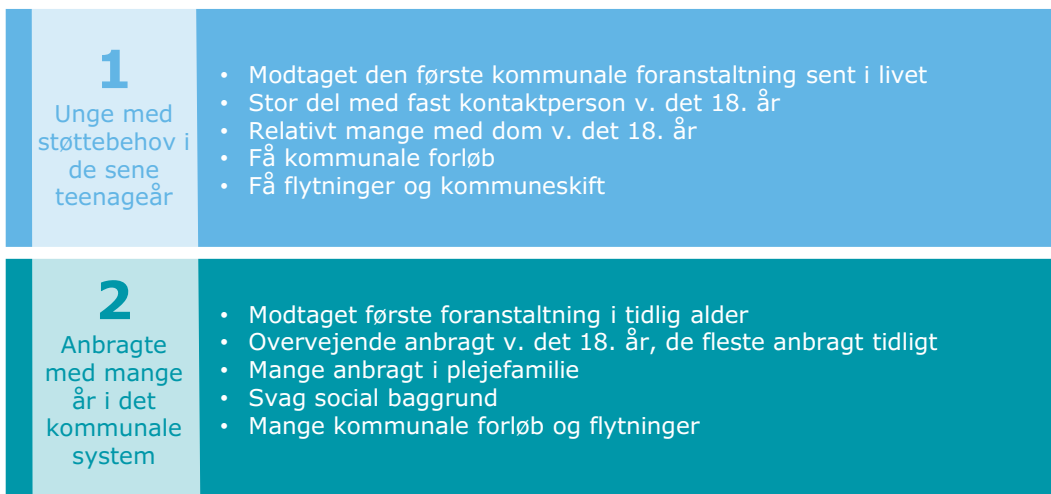 1
Unge med
støttebehov i
de sene
teenageår
• Modtaget den første kommunale foranstaltning sent i livet
• Stor del med fast kontaktperson v. det 18. år
• Relativt mange med dom v. det 18. år
• Få kommunale forløb
• Få flytninger og kommuneskift
2
Anbragte
med mange
år i det
kommunale
system
• Modtaget første foranstaltning i tidlig alder
• Overvejende anbragt v. det 18. år, de fleste anbragt tidligt
• Mange anbragt i plejefamilie
• Svag social baggrund
• Mange kommunale forløb og flytninger